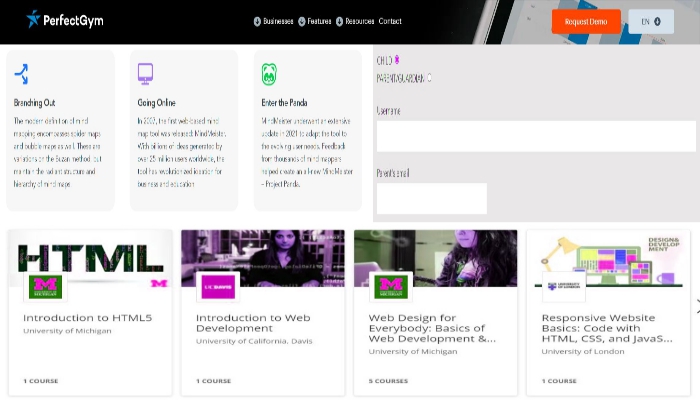 PerfectGym
Businesses Features Resources Contact
Request Demo
EN
Branching Out
The modern definition of mind
mapping encompasses spider maps
and bubble maps as well. These are
variations on the Buzan method, but
maintain the radiant structure and
hierarchy of mind maps.
Going Online
In 2007, the first web-based mind
map tool was released: MindMeister.
With billions of ideas generated by
over 25 million users worldwide, the
tool has revolutionized ideation for
business and education.
Enter the Panda
MindMeister underwent an extensive
update in 2021 to adapt the tool to
the evolving user needs. Feedback
from thousands of mind mappers
helped create an all-new MindMeister
– Project Panda.
CHILD
PARENT/GUARDIAN
Username
Parent's email
HTML
M
MICHIGAN
M
Introduction to HTML5
University of Michigan
1 COURSE
UC DAVIS
Introduction to Web
Development
University of California, Davis
1 COURSE
M
MICHIGAN
Web Design for
Everybody: Basics of
Web Development &...
University of Michigan
5 COURSES
DESIGN&
DEVELOP
MENT
UNIVERSITY
OF LONDON
Responsive Website
Basics: Code with
HTML, CSS, and JavaS...
University of London
1 COURSE